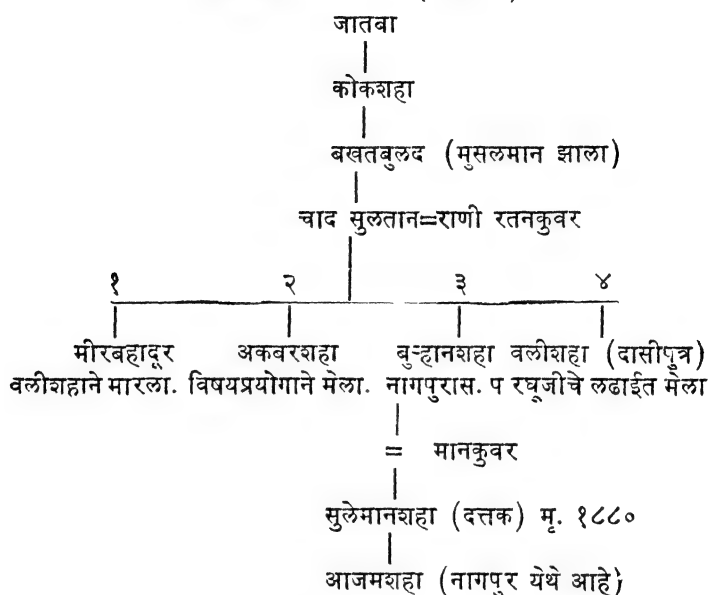 जातबा
कोकशहा
बखतबुलद (मुसलमान झाला)
चाद सुलतान=राणी रतनकुवर
१ २ ३ ४
मीरबहादूर अकबरशहा बुऱ्हानशहा वलीशहा (दासीपुत्र)
वलीशहाने मारला. विषयप्रयोगाने मेला. नागपुरास. प रघूजीचे लढाईत मेला
= मानकुवर
सुलेमानशहा (दत्तक) मृ. १८८०
आजमशहा (नागपुर येथे आहे)